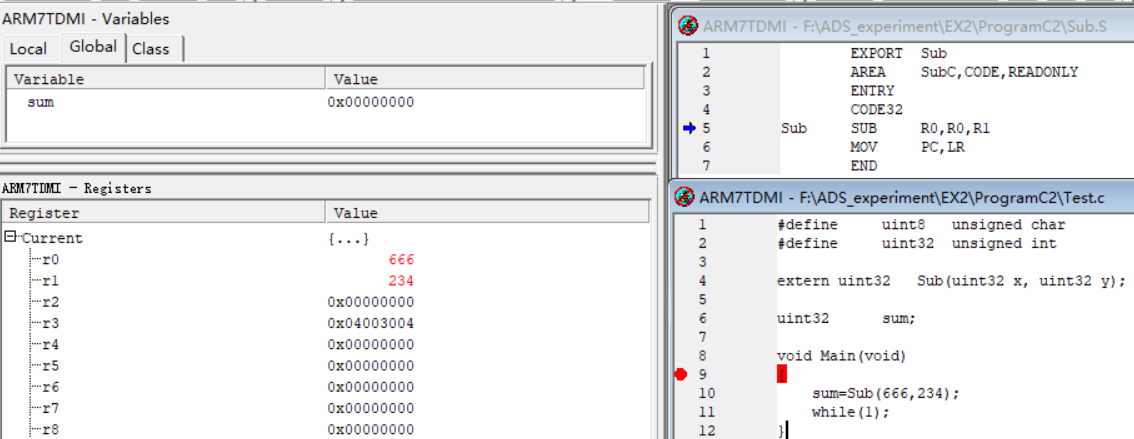 ARM7TDMI - Variables
Local Global Class
Variable Value
sum 0x00000000
ARM7TDMI - Registers
Register Value
Current {...}
r0 666
r1 234
r2 0x00000000
r3 0x04003004
r4 0x00000000
r5 0x00000000
r6 0x00000000
r7 0x00000000
r8 0x00000000
ARM7TDMI - F:\ADS_experiment\EX2\ProgramC2\Sub.S
1 EXPORT Sub
2 AREA SubC,CODE,READONLY
3 ENTRY
4 CODE32
5 Sub SUB R0,R0,R1
6 MOV PC,LR
7 END
ARM7TDMI - F:\ADS_experiment\EX2\ProgramC2\Test.c
1 #define uint8 unsigned char
2 #define uint32 unsigned int
3
4 extern uint32 Sub(uint32 x, uint32 y);
5
6 uint32 sum;
7
8 void Main(void)
9 {
10 sum=Sub(666,234);
11 while(1);
12 }